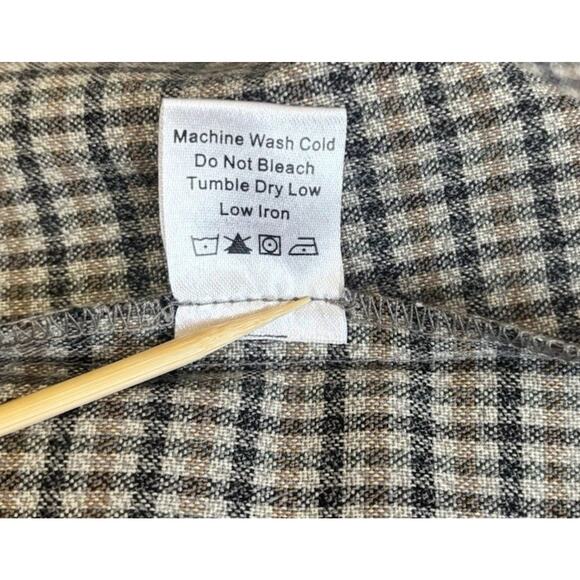 Machine Wash Cold
Do Not Bleach
Tumble Dry Low
Low Iron